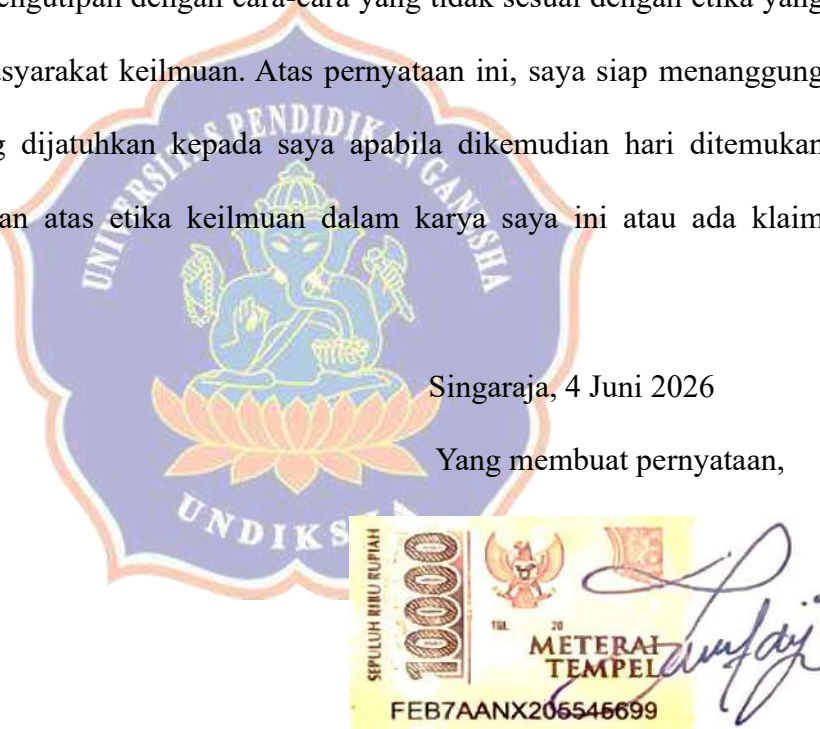 engutipan dengan cara-cara yang tidak sesuai dengan etika yang
syarakat keilmuan. Atas pernyataan ini, saya siap menanggung
g dijatuhkan kepada saya apabila dikemudian hari ditemukan
an atas etika keilmuan dalam karya saya ini atau ada klaim
UNIVERSITAS PENDIDIKAN GANESHA
UNDIKSHA
Singaraja, 4 Juni 2026
Yang membuat pernyataan,
SEPULUH RIBU RUPIAH
10000
TGL. 20
METERAI
TEMPEL
FEB7AANX205546699